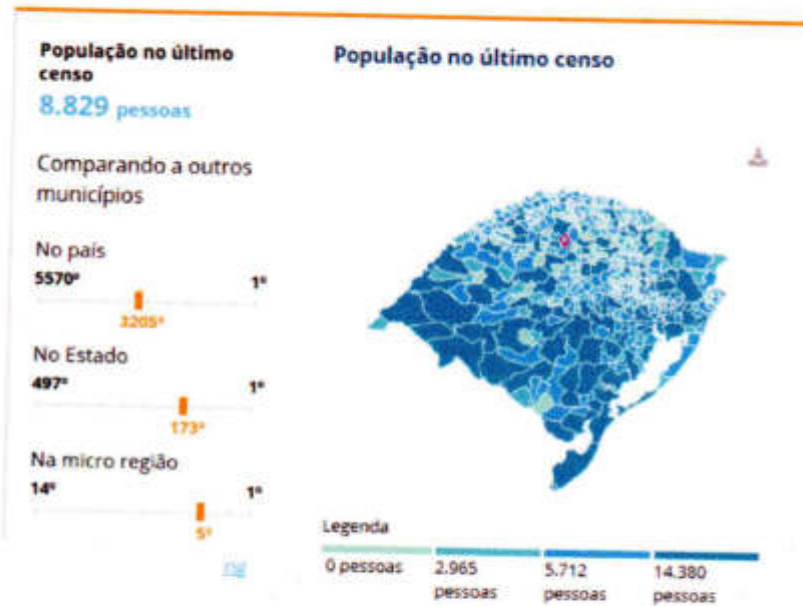 População no último
censo
8.829 pessoas
Comparando a outros
municípios
No país
5570º 1º
3205º
No Estado
497º 1º
173º
Na micro região
14º 1º
5º
População no último censo
Legenda
0 pessoas
2.965
pessoas
5.712
pessoas
14.380
pessoas